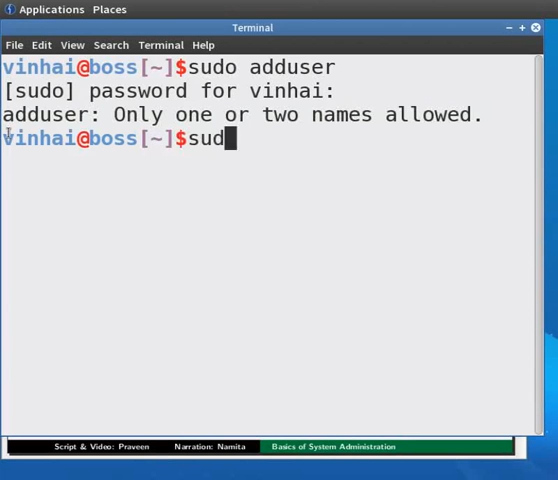 Applications Places
Terminal
File Edit View Search Terminal Help
vinhai@boss[~]$sudo adduser
[sudo] password for vinhai:
adduser: Only one or two names allowed.
vinhai@boss[~]$sud
Script & Video: Praveen Narration: Namita Basics of System Administration